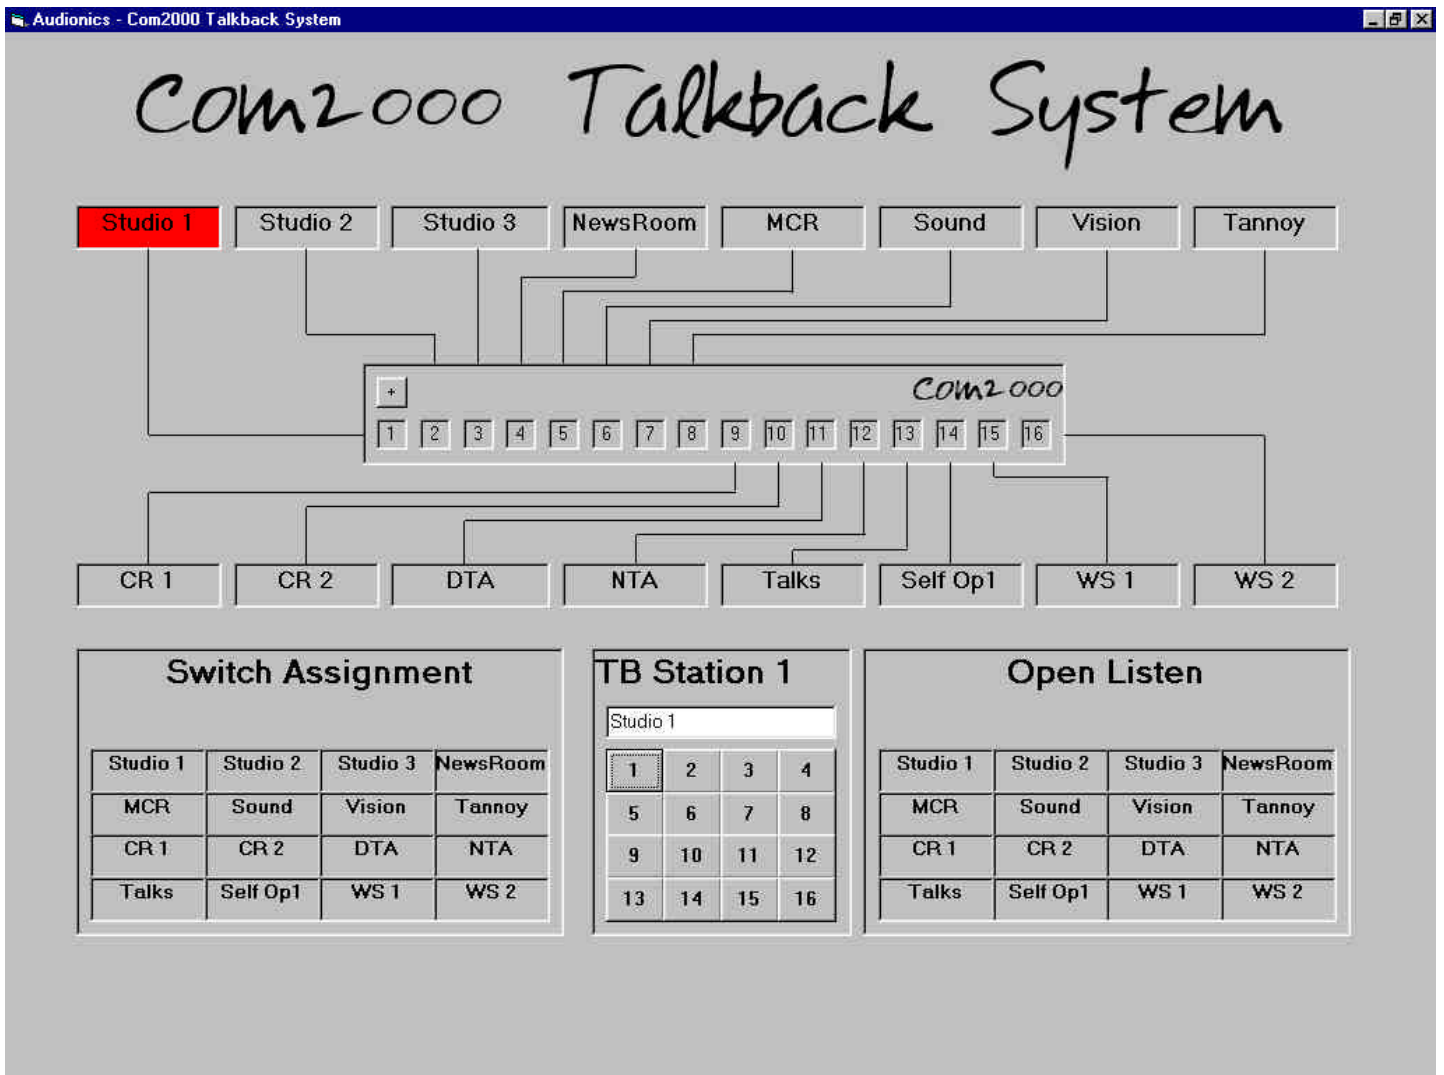 Audionics - Com2000 Talkback System
Com2000 Talkback System
Studio 1 Studio 2 Studio 3 NewsRoom MCR Sound Vision Tannoy
+ Com2000
1 2 3 4 5 6 7 8 9 10 11 12 13 14 15 16
CR 1 CR 2 DTA NTA Talks Self Op1 WS 1 WS 2
Switch Assignment
Studio 1 Studio 2 Studio 3 NewsRoom
MCR Sound Vision Tannoy
CR 1 CR 2 DTA NTA
Talks Self Op1 WS 1 WS 2
TB Station 1
Studio 1
1 2 3 4
5 6 7 8
9 10 11 12
13 14 15 16
Open Listen
Studio 1 Studio 2 Studio 3 NewsRoom
MCR Sound Vision Tannoy
CR 1 CR 2 DTA NTA
Talks Self Op1 WS 1 WS 2